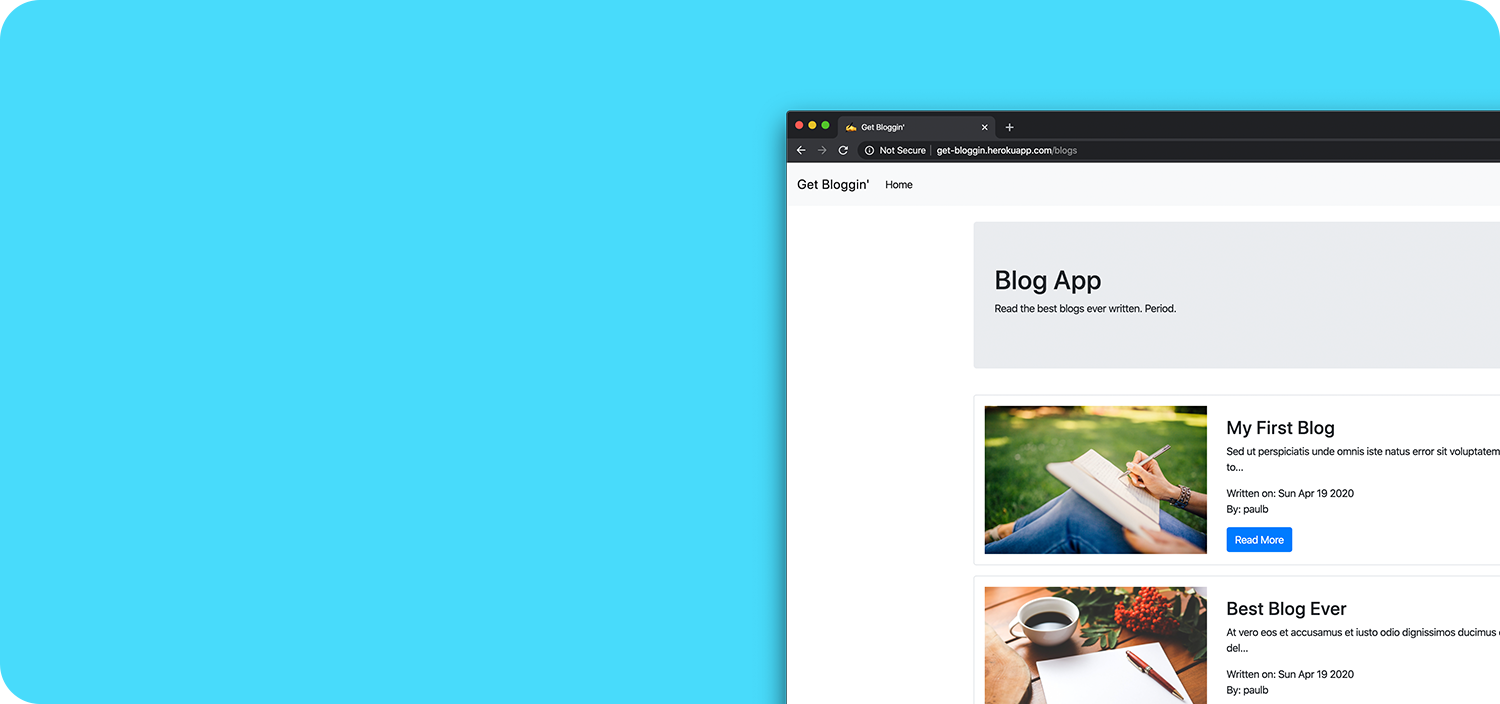 Get Bloggin'
Not Secure | get-bloggin.herokuapp.com/blogs
Get Bloggin' Home
Blog App
Read the best blogs ever written. Period.
My First Blog
Sed ut perspiciatis unde omnis iste natus error sit voluptatem
to...
Written on: Sun Apr 19 2020
By: paulb
Read More
Best Blog Ever
At vero eos et accusamus et iusto odio dignissimos ducimus
del...
Written on: Sun Apr 19 2020
By: paulb